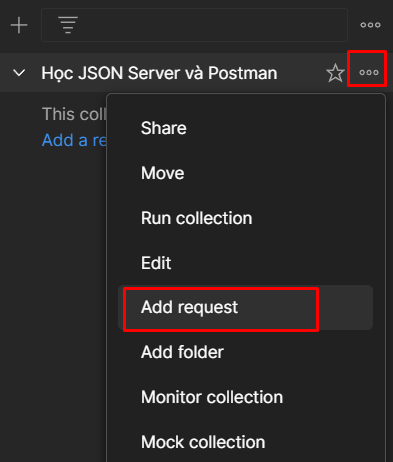 Học JSON Server và Postman
This coll
Add a re
Share
Move
Run collection
Edit
Add request
Add folder
Monitor collection
Mock collection